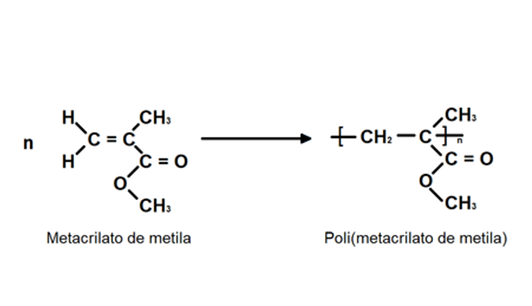 n H H C = C CH₃ C = O O CH₃
[ CH₂ — C ]n CH₃ C = O O CH₃
Metacrilato de metila
Poli(metacrilato de metila)